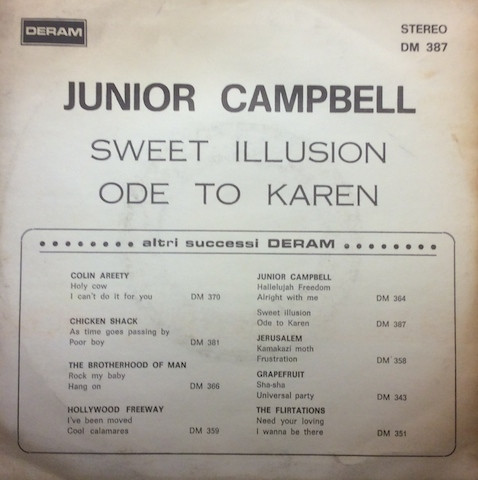 DERAM
STEREO
DM 387
JUNIOR CAMPBELL
SWEET ILLUSION
ODE TO KAREN
altri successi DERAM
COLIN AREETY
Holy cow
I can't do it for you DM 370
CHICKEN SHACK
As time goes passing by
Poor boy DM 381
THE BROTHERHOOD OF MAN
Rock my baby
Hang on DM 366
HOLLYWOOD FREEWAY
I've been moved
Cool calamares DM 359
JUNIOR CAMPBELL
Hallelujah Freedom
Alright with me DM 364
Sweet illusion
Ode to Karen DM 387
JERUSALEM
Kamakazi moth
Frustration DM 358
GRAPEFRUIT
Sha-sha
Universal party DM 343
THE FLIRTATIONS
Need your loving
I wanna be there DM 351